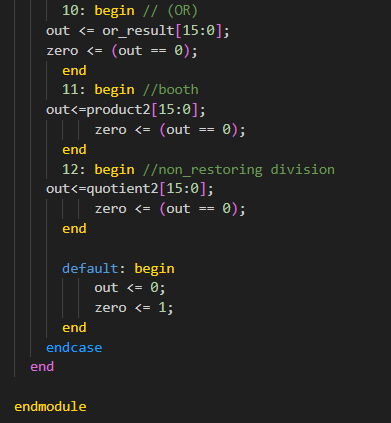 10: begin // (OR)
out <= or_result[15:0];
zero <= (out == 0);
end
11: begin //booth
out<=product2[15:0];
zero <= (out == 0);
end
12: begin //non_restoring division
out<=quotient2[15:0];
zero <= (out == 0);
end
default: begin
out <= 0;
zero <= 1;
end
endcase
end
endmodule